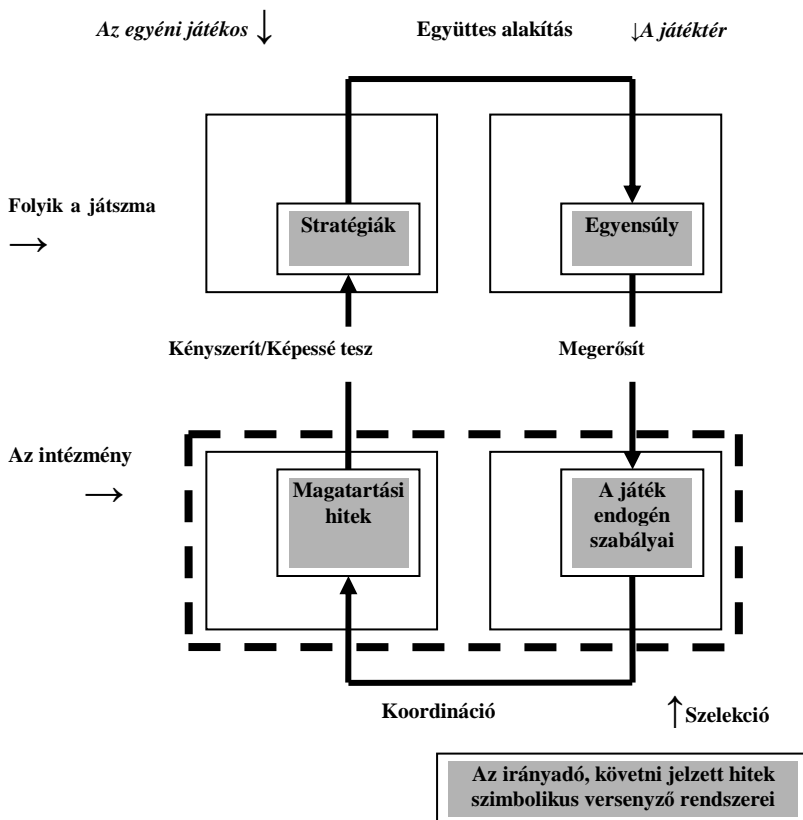 Az egyéni játékos ↓ Együttes alakítás ↓A játéktér
Folyik a játszma
→
Stratégiák
Egyensúly
Kényszerít/Képessé tesz
Megerősít
Az intézmény
→
Magatartási
hitek
A játék
endogén
szabályai
Koordináció
↑Szelekció
Az irányadó, követni jelzett hitek
szimbolikus versenyző rendszerei